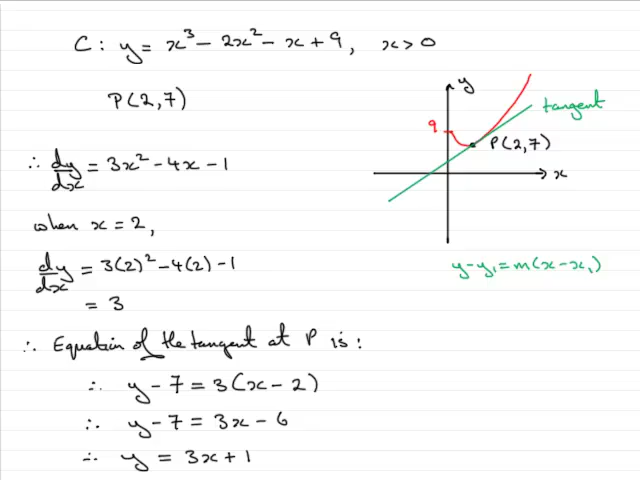 C: y = x³ − 2x² − x + 9, x > 0
P(2,7)
y
tangent
9
P(2,7)
x
∴ dy/dx = 3x² − 4x − 1
when x = 2,
dy/dx = 3(2)² − 4(2) − 1
= 3
y − y₁ = m(x − x₁)
∴ Equation of the tangent at P is:
∴ y − 7 = 3(x − 2)
∴ y − 7 = 3x − 6
∴ y = 3x + 1